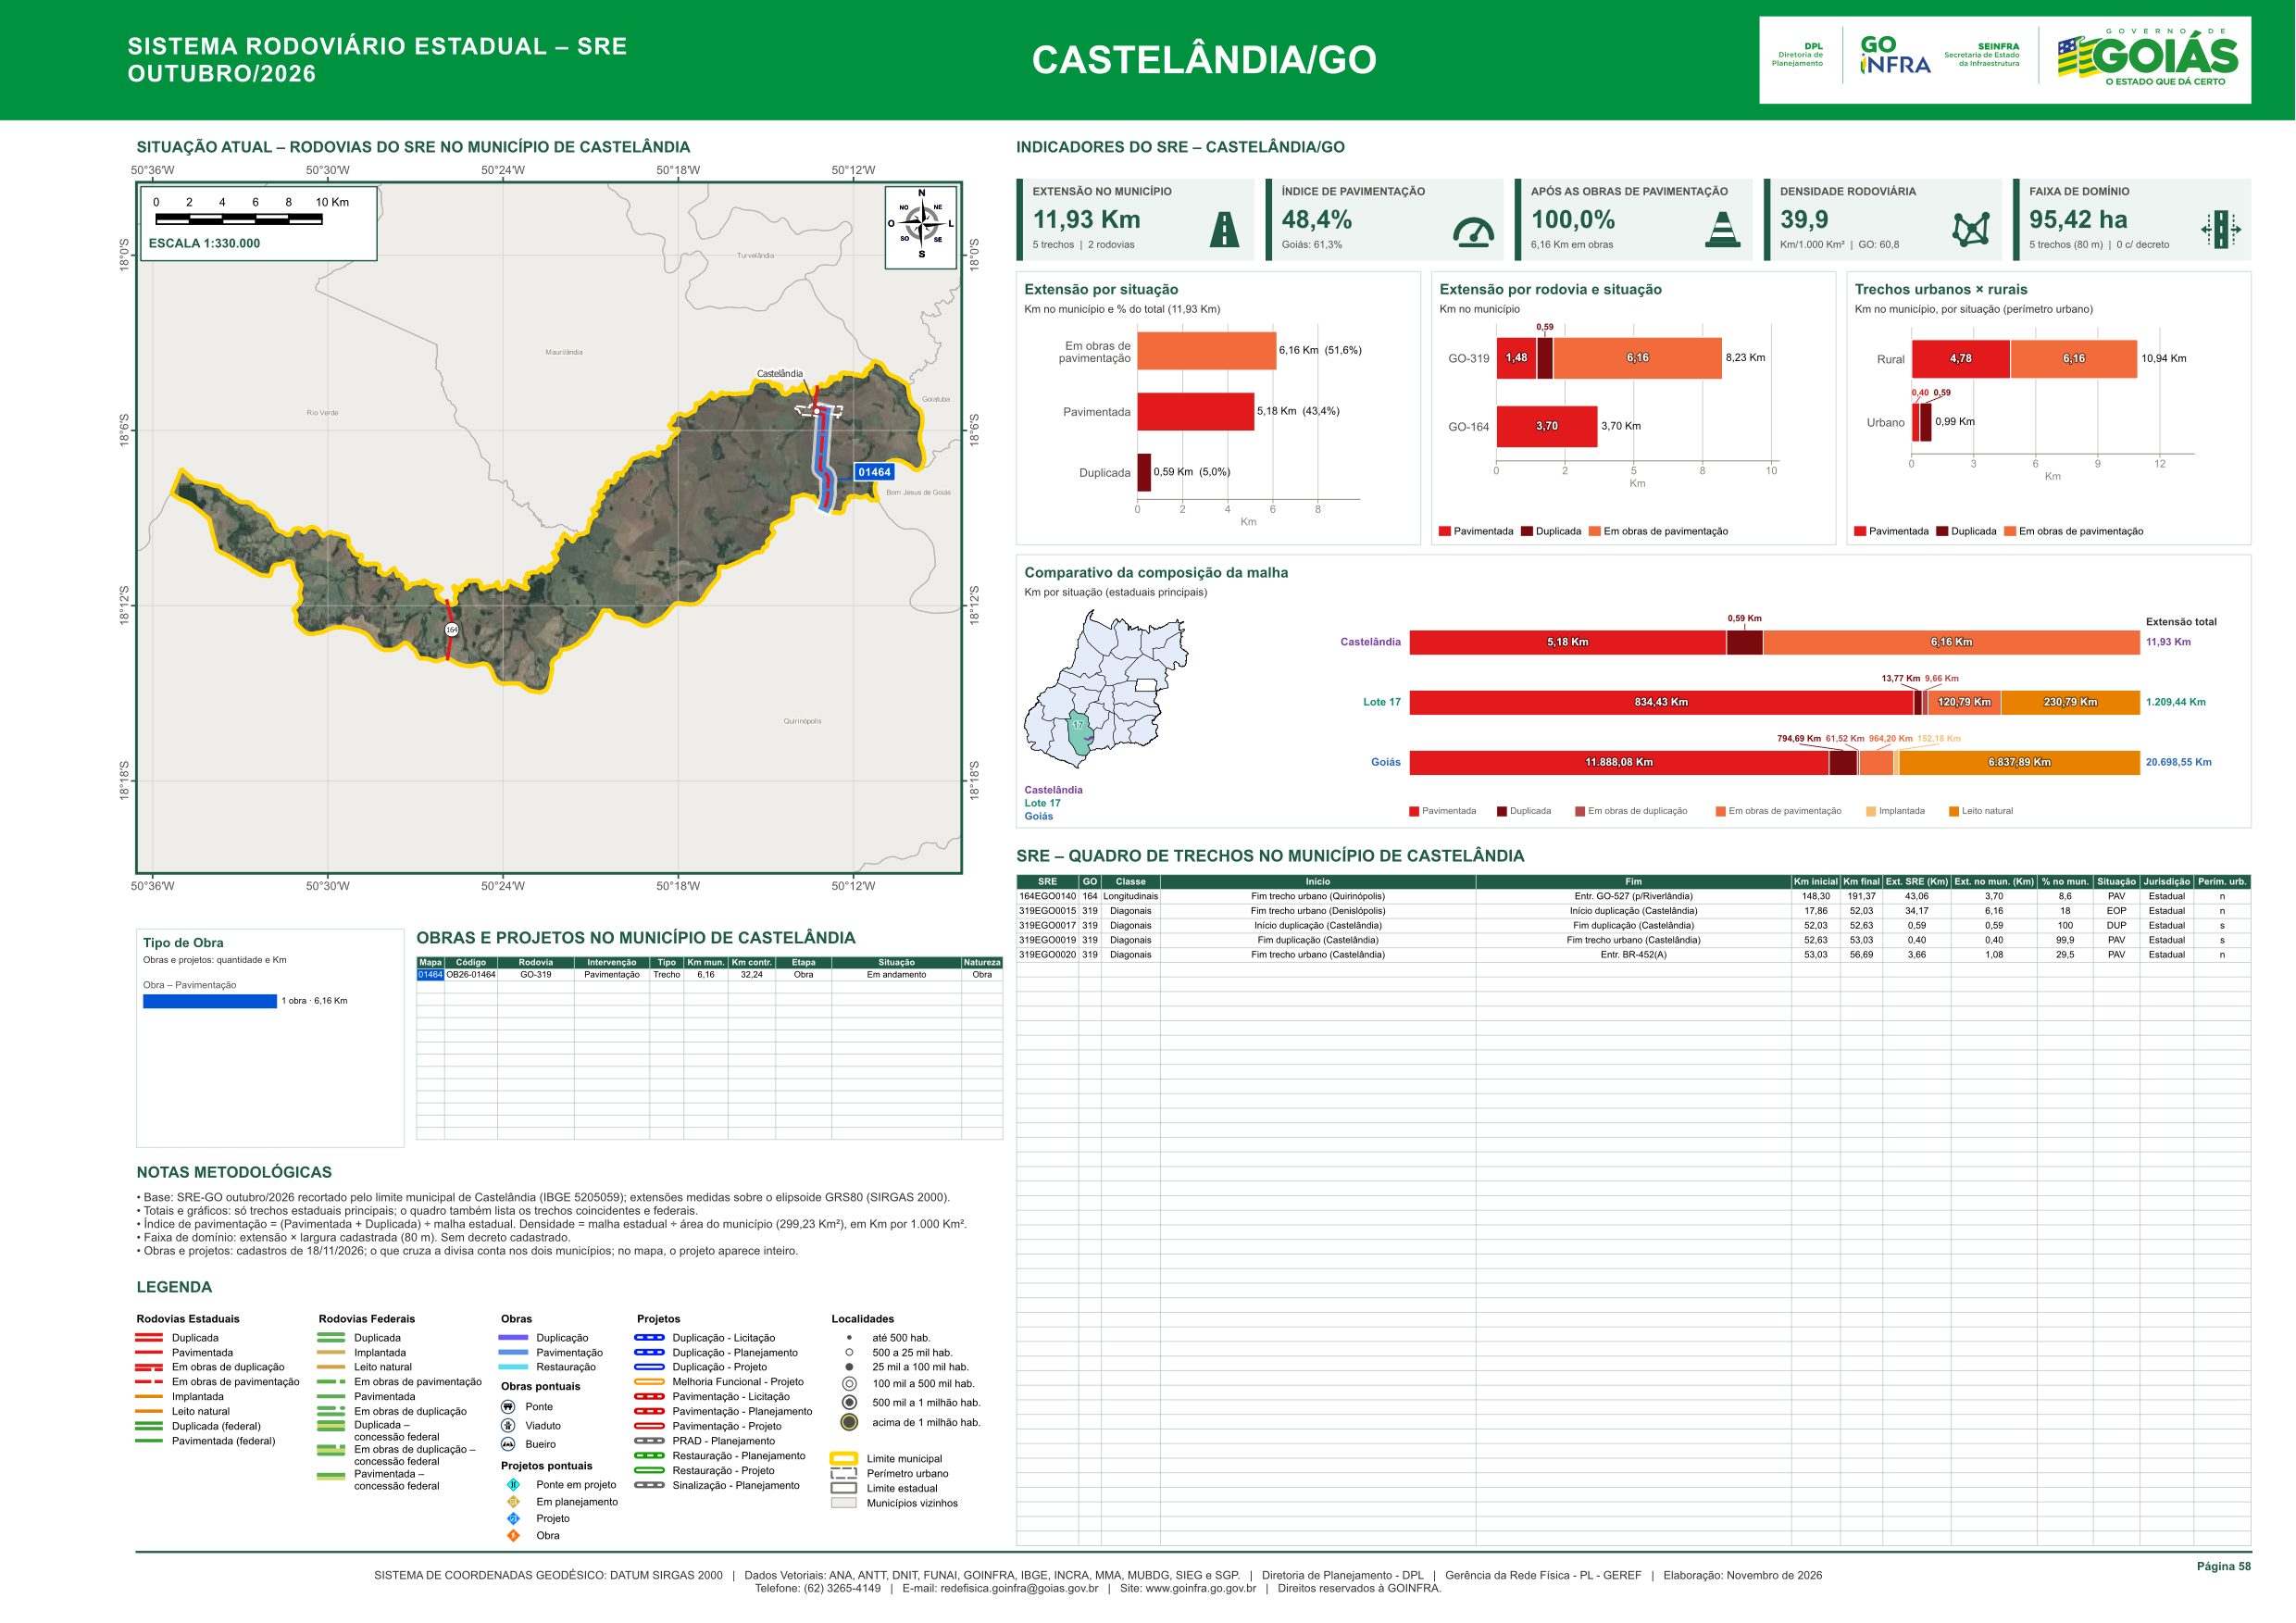 SISTEMA RODOVIÁRIO ESTADUAL – SRE
OUTUBRO/2026
CASTELÂNDIA/GO
DPL
Diretoria de
Planejamento
GO
INFRA
SEINFRA
Secretaria de Estado
da Infraestrutura
GOVERNO DE
GOIÁS
O ESTADO QUE DÁ CERTO
SITUAÇÃO ATUAL – RODOVIAS DO SRE NO MUNICÍPIO DE CASTELÂNDIA
50°36'W 50°30'W 50°24'W 50°18'W 50°12'W
0 2 4 6 8 10 Km
ESCALA 1:330.000
N
NO NE
O L
SO SE
S
18°0'S 18°0'S
Turvelândia
Maurilândia
Castelândia
Rio Verde
Goiatuba
18°6'S 18°6'S
01464
Bom Jesus de Goiás
18°12'S 18°12'S
164
Quirinópolis
18°18'S 18°18'S
50°36'W 50°30'W 50°24'W 50°18'W 50°12'W
INDICADORES DO SRE – CASTELÂNDIA/GO
EXTENSÃO NO MUNICÍPIO
11,93 Km
5 trechos | 2 rodovias
ÍNDICE DE PAVIMENTAÇÃO
48,4%
Goiás: 61,3%
APÓS AS OBRAS DE PAVIMENTAÇÃO
100,0%
6,16 Km em obras
DENSIDADE RODOVIÁRIA
39,9
Km/1.000 Km² | GO: 60,8
FAIXA DE DOMÍNIO
95,42 ha
5 trechos (80 m) | 0 c/ decreto
Extensão por situação
Km no município e % do total (11,93 Km)
Em obras de
pavimentação
6,16 Km (51,6%)
Pavimentada
5,18 Km (43,4%)
Duplicada
0,59 Km (5,0%)
0 2 4 6 8
Km
Extensão por rodovia e situação
Km no município
0,59
GO-319 1,48 6,16 8,23 Km
GO-164 3,70 3,70 Km
0 2 5 8 10
Km
Pavimentada Duplicada Em obras de pavimentação
Trechos urbanos × rurais
Km no município, por situação (perímetro urbano)
Rural 4,78 6,16 10,94 Km
0,40 0,59
Urbano 0,99 Km
0 3 6 9 12
Km
Pavimentada Duplicada Em obras de pavimentação
Comparativo da composição da malha
Km por situação (estaduais principais)
17
Castelândia
Lote 17
Goiás
0,59 Km Extensão total
Castelândia 5,18 Km 6,16 Km 11,93 Km
13,77 Km 9,66 Km
Lote 17 834,43 Km 120,79 Km 230,79 Km 1.209,44 Km
794,69 Km 61,52 Km 964,20 Km 152,18 Km
Goiás 11.888,08 Km 6.837,89 Km 20.698,55 Km
Pavimentada Duplicada Em obras de duplicação Em obras de pavimentação Implantada Leito natural
SRE – QUADRO DE TRECHOS NO MUNICÍPIO DE CASTELÂNDIA
SRE GO Classe Início Fim Km inicial Km final Ext. SRE (Km) Ext. no mun. (Km) % no mun. Situação Jurisdição Perím. urb.
164EGO0140 164 Longitudinais Fim trecho urbano (Quirinópolis) Entr. GO-527 (p/Riverlândia) 148,30 191,37 43,06 3,70 8,6 PAV Estadual n
319EGO0015 319 Diagonais Fim trecho urbano (Denislópolis) Início duplicação (Castelândia) 17,86 52,03 34,17 6,16 18 EOP Estadual n
319EGO0017 319 Diagonais Início duplicação (Castelândia) Fim duplicação (Castelândia) 52,03 52,63 0,59 0,59 100 DUP Estadual s
319EGO0019 319 Diagonais Fim duplicação (Castelândia) Fim trecho urbano (Castelândia) 52,63 53,03 0,40 0,40 99,9 PAV Estadual s
319EGO0020 319 Diagonais Fim trecho urbano (Castelândia) Entr. BR-452(A) 53,03 56,69 3,66 1,08 29,5 PAV Estadual n
Tipo de Obra
Obras e projetos: quantidade e Km
Obra – Pavimentação
1 obra · 6,16 Km
OBRAS E PROJETOS NO MUNICÍPIO DE CASTELÂNDIA
Mapa Código Rodovia Intervenção Tipo Km mun. Km contr. Etapa Situação Natureza
01464 OB26-01464 GO-319 Pavimentação Trecho 6,16 32,24 Obra Em andamento Obra
NOTAS METODOLÓGICAS
• Base: SRE-GO outubro/2026 recortado pelo limite municipal de Castelândia (IBGE 5205059); extensões medidas sobre o elipsoide GRS80 (SIRGAS 2000).
• Totais e gráficos: só trechos estaduais principais; o quadro também lista os trechos coincidentes e federais.
• Índice de pavimentação = (Pavimentada + Duplicada) ÷ malha estadual. Densidade = malha estadual ÷ área do município (299,23 Km²), em Km por 1.000 Km².
• Faixa de domínio: extensão × largura cadastrada (80 m). Sem decreto cadastrado.
• Obras e projetos: cadastros de 18/11/2026; o que cruza a divisa conta nos dois municípios; no mapa, o projeto aparece inteiro.
LEGENDA
Rodovias Estaduais
Duplicada
Pavimentada
Em obras de duplicação
Em obras de pavimentação
Implantada
Leito natural
Duplicada (federal)
Pavimentada (federal)
Rodovias Federais
Duplicada
Implantada
Leito natural
Em obras de pavimentação
Pavimentada
Em obras de duplicação
Duplicada –
concessão federal
Em obras de duplicação –
concessão federal
Pavimentada –
concessão federal
Obras
Duplicação
Pavimentação
Restauração
Obras pontuais
Ponte
Viaduto
Bueiro
Projetos pontuais
Ponte em projeto
Em planejamento
Projeto
Obra
Projetos
Duplicação - Licitação
Duplicação - Planejamento
Duplicação - Projeto
Melhoria Funcional - Projeto
Pavimentação - Licitação
Pavimentação - Planejamento
Pavimentação - Projeto
PRAD - Planejamento
Restauração - Planejamento
Restauração - Projeto
Sinalização - Planejamento
Localidades
até 500 hab.
500 a 25 mil hab.
25 mil a 100 mil hab.
100 mil a 500 mil hab.
500 mil a 1 milhão hab.
acima de 1 milhão hab.
Limite municipal
Perímetro urbano
Limite estadual
Municípios vizinhos
Página 58
SISTEMA DE COORDENADAS GEODÉSICO: DATUM SIRGAS 2000 | Dados Vetoriais: ANA, ANTT, DNIT, FUNAI, GOINFRA, IBGE, INCRA, MMA, MUBDG, SIEG e SGP. | Diretoria de Planejamento - DPL | Gerência da Rede Física - PL - GEREF | Elaboração: Novembro de 2026
Telefone: (62) 3265-4149 | E-mail: redefisica.goinfra@goias.gov.br | Site: www.goinfra.go.gov.br | Direitos reservados à GOINFRA.